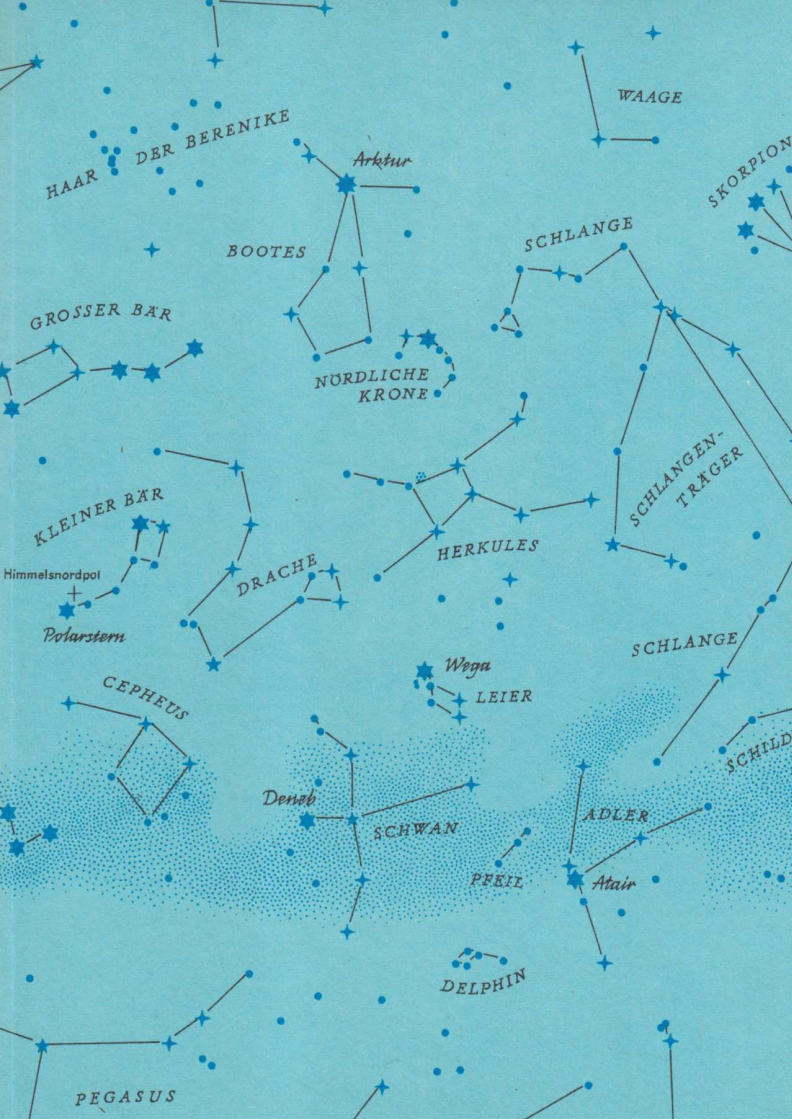 WAAGE
HAAR DER BERENIKE
Arktur
SKORPION
SCHLANGE
BOOTES
GROSSER BÄR
NÖRDLICHE
KRONE
SCHLANGEN-
TRÄGER
KLEINER BÄR
HERKULES
DRACHE
Himmelsnordpol
Polarstern
SCHLANGE
Wega
LEIER
CEPHEUS
SCHILD
Deneb
SCHWAN
ADLER
PFEIL
Atair
DELPHIN
PEGASUS